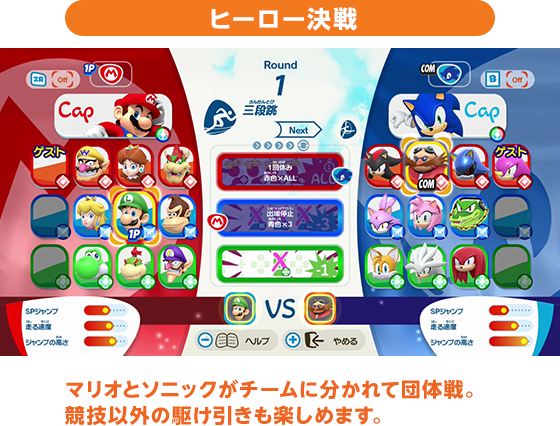 ヒーロー決戦
ZR Off 1P M
COM B Off
Round
1
さんだんとび
三段跳
Next
Cap
Cap
ゲスト
ゲスト
1回休み
赤色×ALL
ALL
COM
出場停止
青色×3
3
M
1P
X
-1
VS
SPジャンプ
走る速度
ジャンプの高さ
ヘルプ
やめる
SPジャンプ
走る速度
ジャンプの高さ
マリオとソニックがチームに分かれて団体戦。
競技以外の駆け引きも楽しめます。